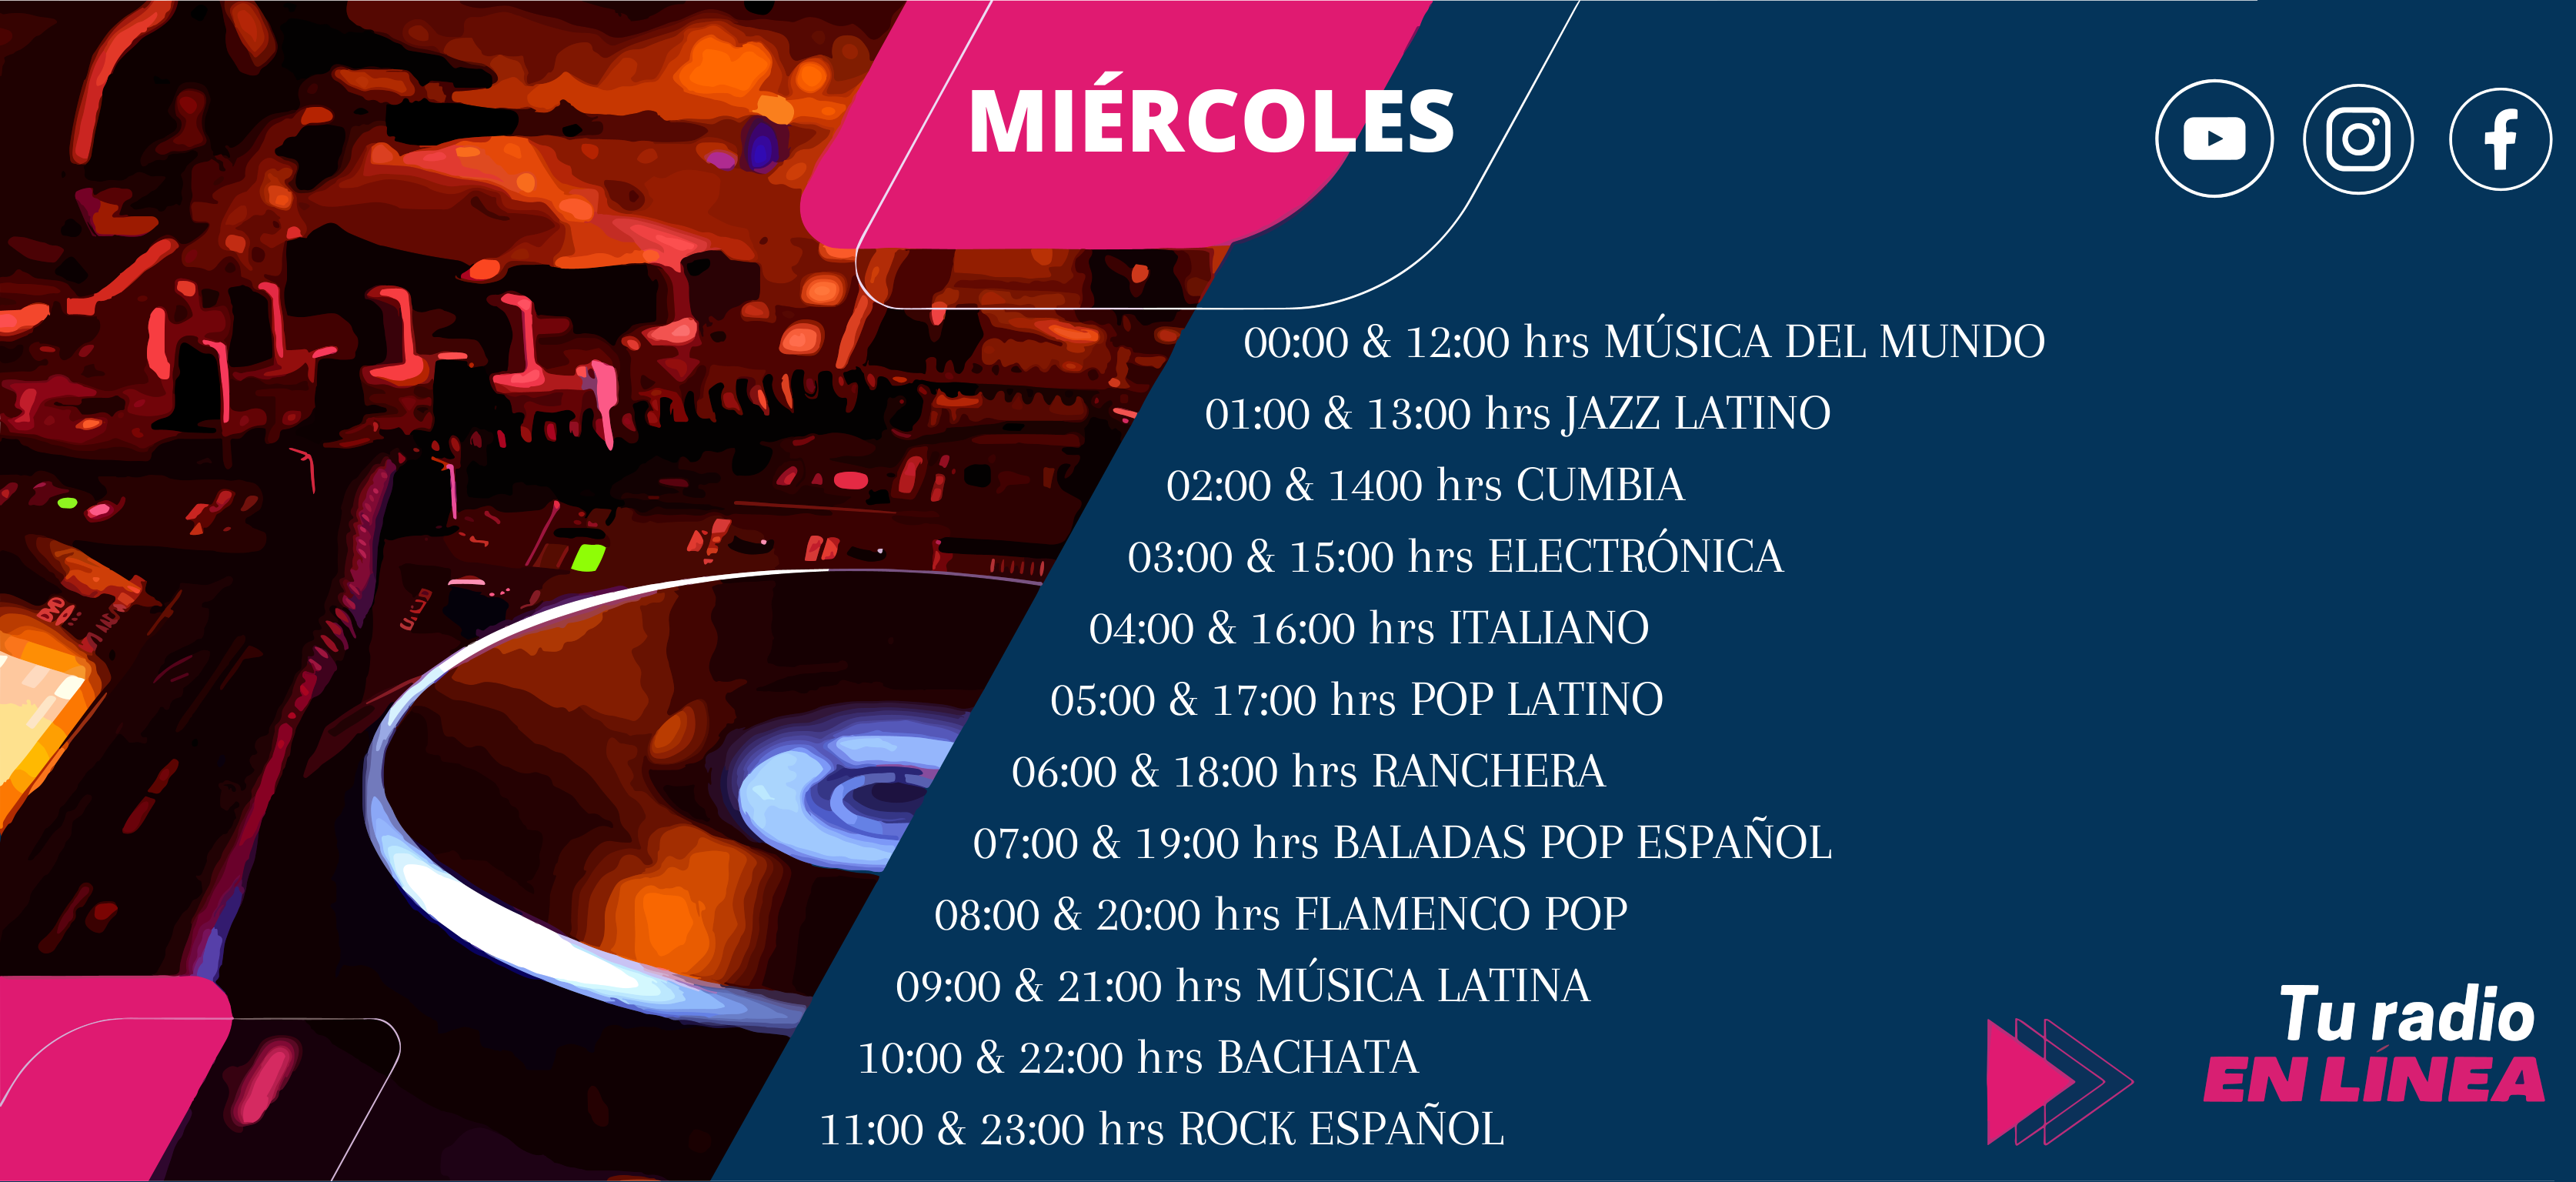 MIÉRCOLES
00:00 & 12:00 hrs MÚSICA DEL MUNDO
01:00 & 13:00 hrs JAZZ LATINO
02:00 & 1400 hrs CUMBIA
03:00 & 15:00 hrs ELECTRÓNICA
04:00 & 16:00 hrs ITALIANO
05:00 & 17:00 hrs POP LATINO
06:00 & 18:00 hrs RANCHERA
07:00 & 19:00 hrs BALADAS POP ESPAÑOL
08:00 & 20:00 hrs FLAMENCO POP
09:00 & 21:00 hrs MÚSICA LATINA
10:00 & 22:00 hrs BACHATA
11:00 & 23:00 hrs ROCK ESPAÑOL
Tu radio
EN LÍNEA